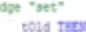 dge "set"
told THEN